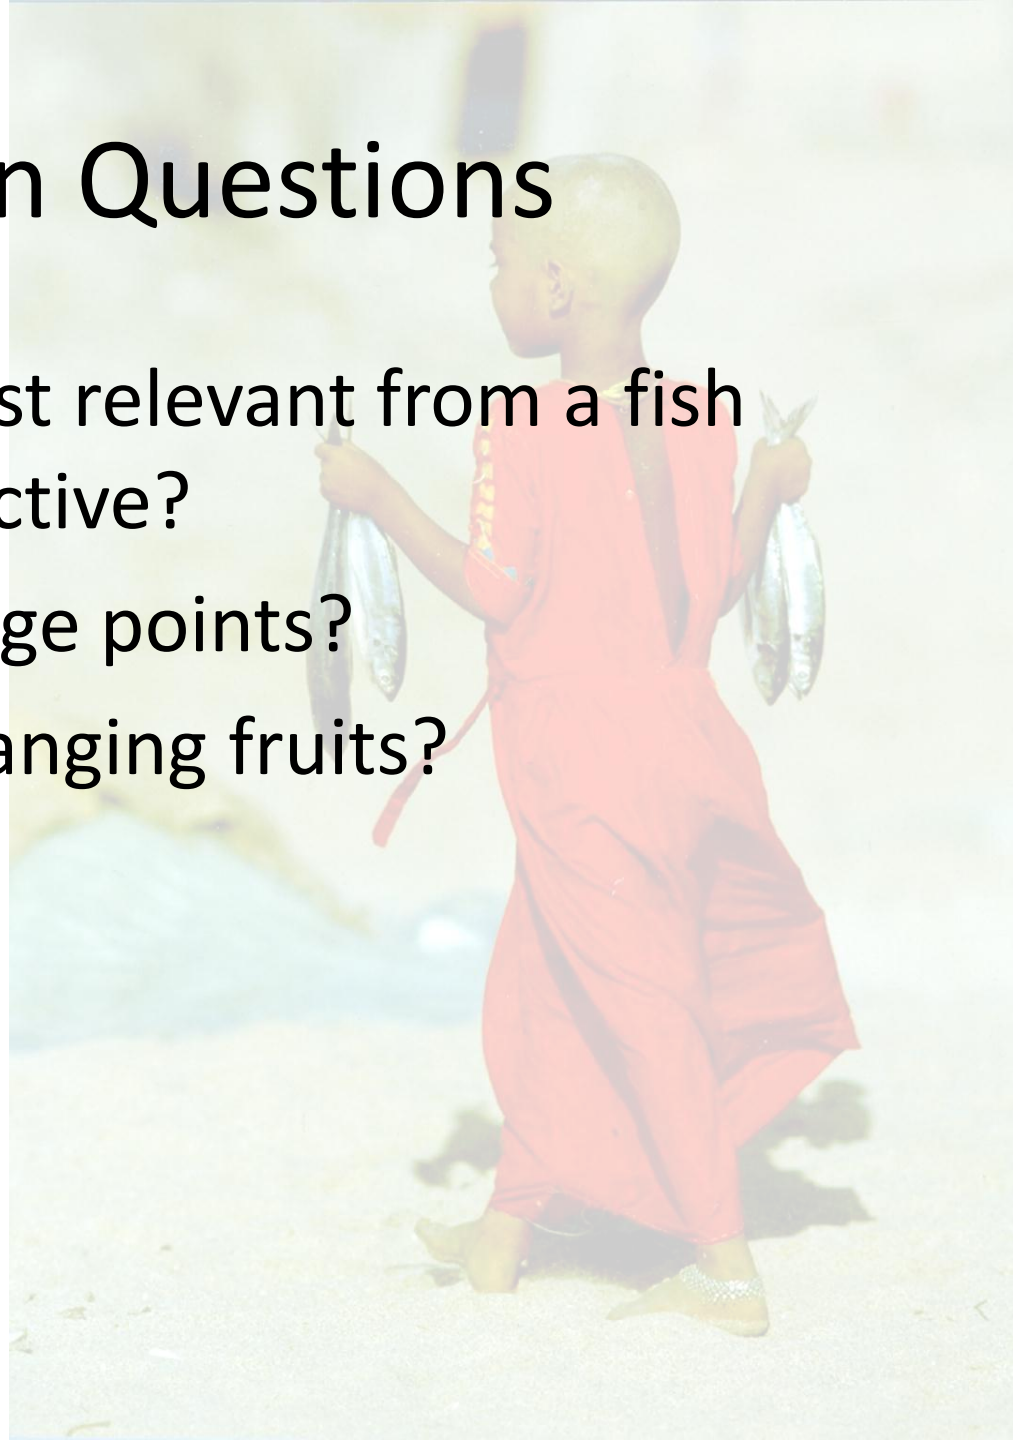 n Questions
st relevant from a fish
ctive?
ge points?
anging fruits?